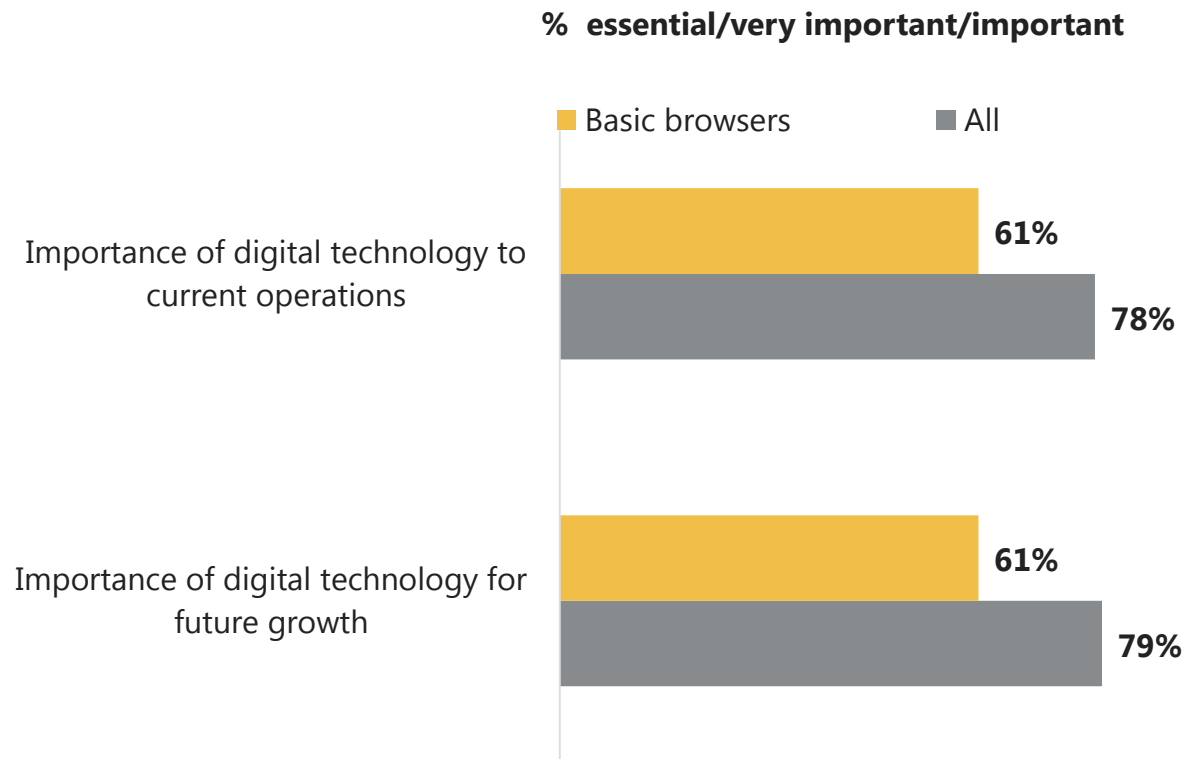 % essential/very important/important
Basic browsers
All
Importance of digital technology to
current operations
61%
78%
Importance of digital technology for
future growth
61%
79%